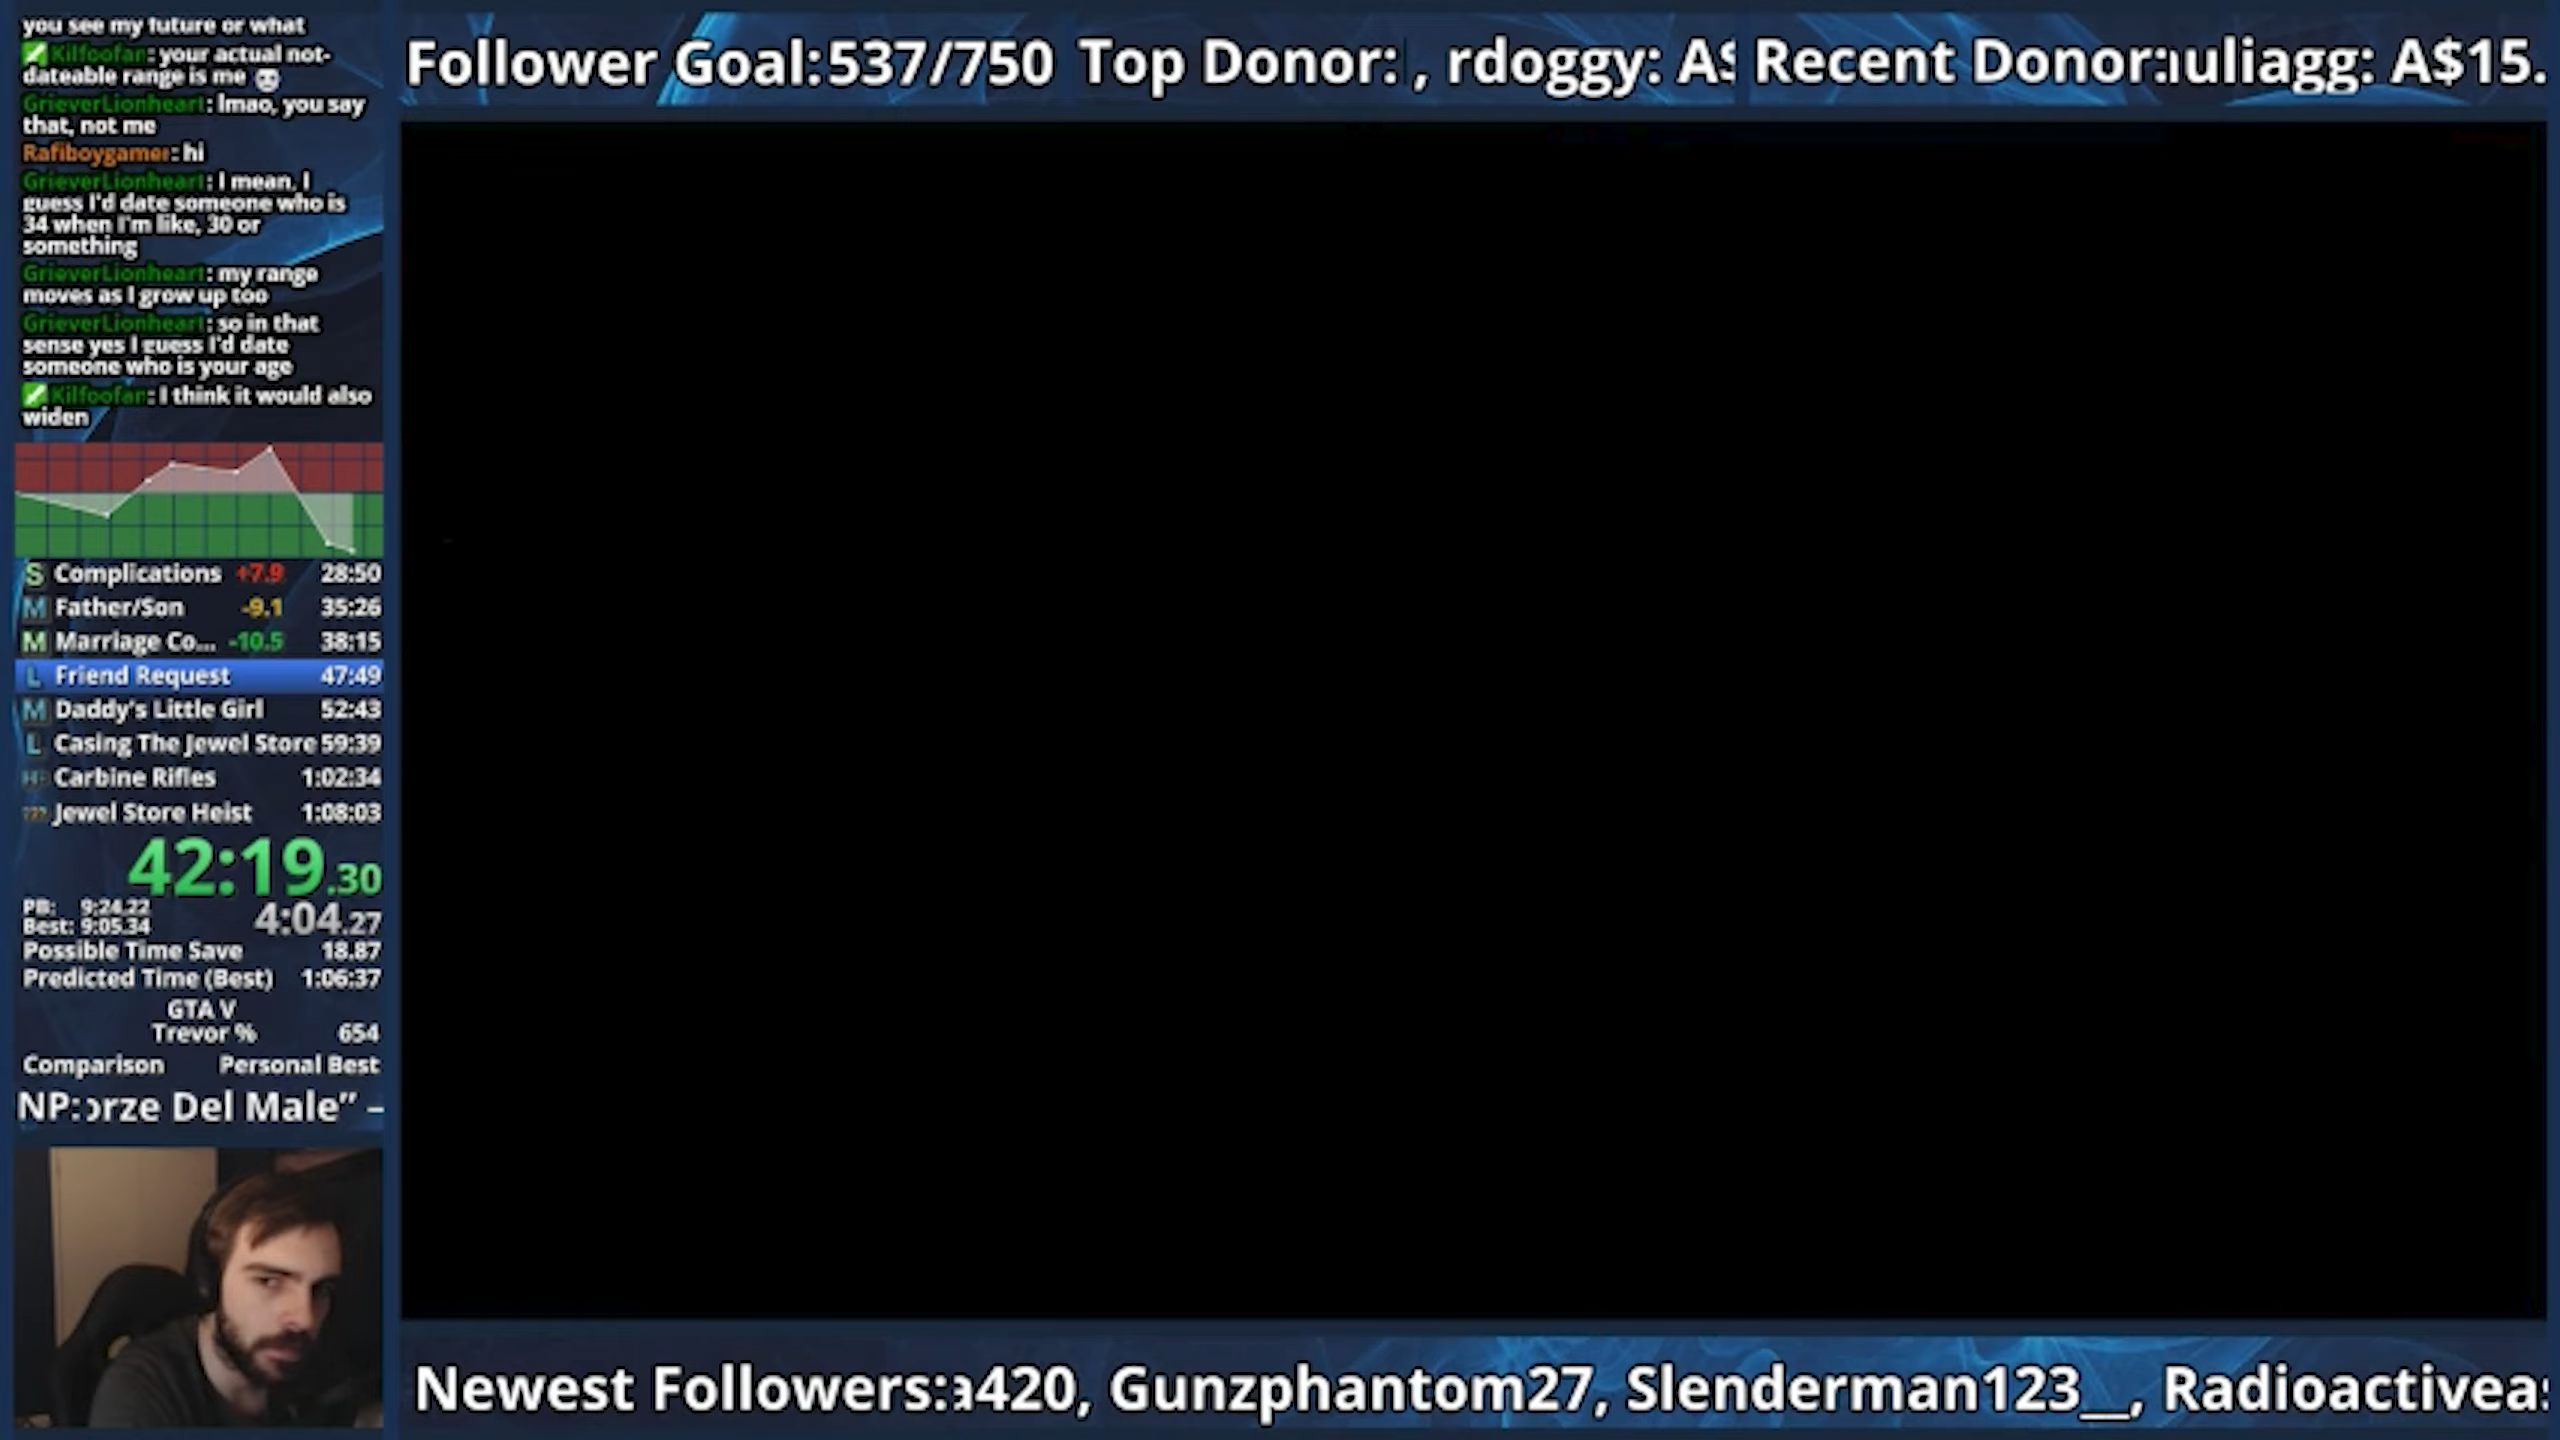 you see my future or what
Kilfoofan: your actual not-
dateable range is me
GrieverLionheart: lmao, you say
that, not me
Rafiboygamer: hi
GrieverLionheart: I mean, I
guess I'd date someone who is
34 when I'm like, 30 or
something
GrieverLionheart: my range
moves as I grow up too
GrieverLionheart: so in that
sense yes I guess I'd date
someone who is your age
Kilfoofan: I think it would also
widen
S Complications +7.9 28:50
M Father/Son -9.1 35:26
M Marriage Co... -10.5 38:15
L Friend Request 47:49
M Daddy's Little Girl 52:43
L Casing The Jewel Store 59:39
Carbine Rifles 1:02:34
??? Jewel Store Heist 1:08:03
42:19.30
PB: 9:24.22
Best: 9:05.34
4:04.27
Possible Time Save 18.87
Predicted Time (Best) 1:06:37
GTA V
Trevor % 654
Comparison Personal Best
NP: orze Del Male” –
Follower Goal: 537/750 Top Donor: , rdoggy: A$ Recent Donor: uliagg: A$15.
Newest Followers: a420, Gunzphantom27, Slenderman123__, Radioactivea